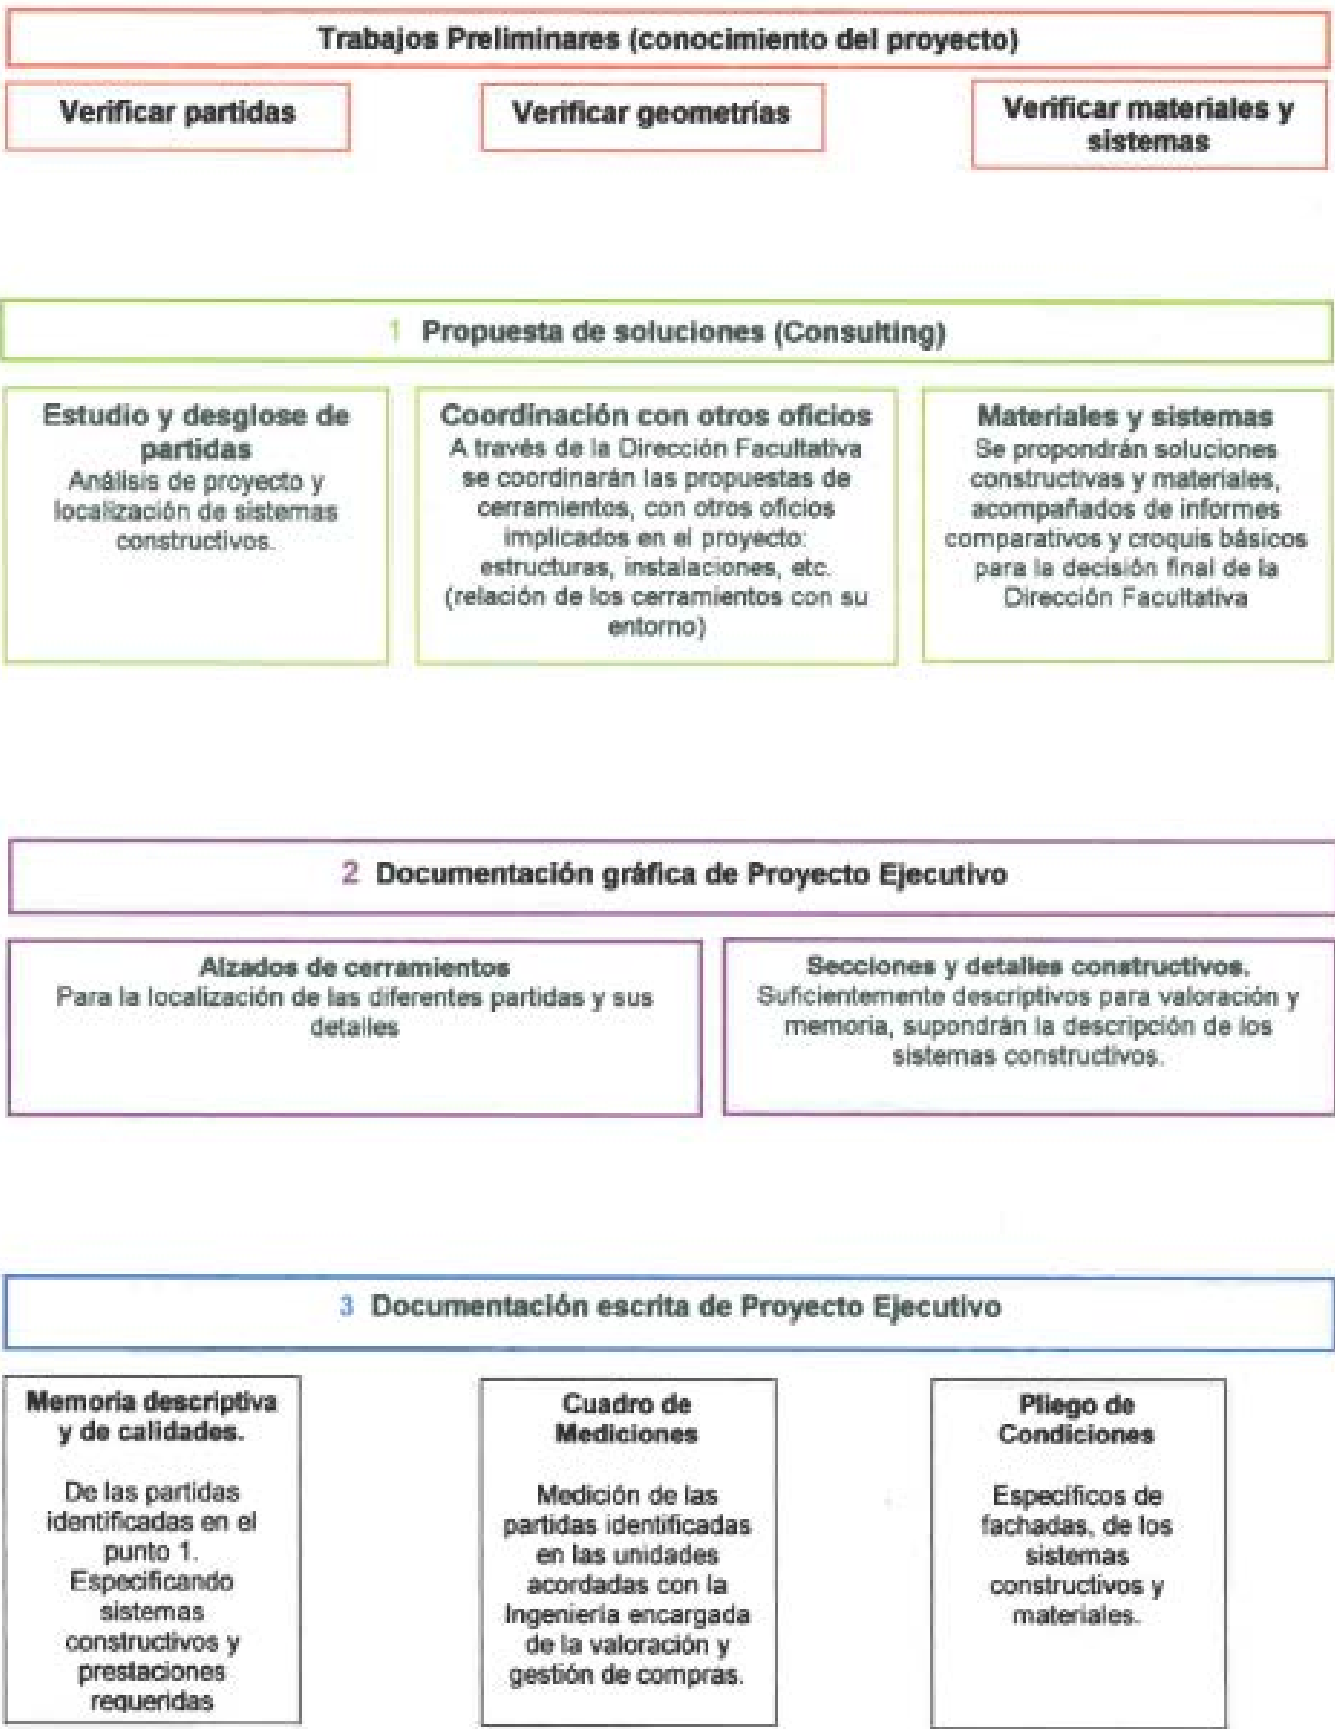 Trabajos Preliminares (conocimiento del proyecto)
Verificar partidas
Verificar geometrías
Verificar materiales y
sistemas
1 Propuesta de soluciones (Consulting)
Estudio y desglose de
partidas
Análisis de proyecto y
localización de sistemas
constructivos.
Coordinación con otros oficios
A través de la Dirección Facultativa
se coordinarán las propuestas de
cerramientos, con otros oficios
implicados en el proyecto:
estructuras, instalaciones, etc.
(relación de los cerramientos con su
entorno)
Materiales y sistemas
Se propondrán soluciones
constructivas y materiales,
acompañados de informes
comparativos y croquis básicos
para la decisión final de la
Dirección Facultativa
2 Documentación gráfica de Proyecto Ejecutivo
Alzados de cerramientos
Para la localización de las diferentes partidas y sus
detalles
Secciones y detalles constructivos.
Suficientemente descriptivos para valoración y
memoria, supondrán la descripción de los
sistemas constructivos.
3 Documentación escrita de Proyecto Ejecutivo
Memoria descriptiva
y de calidades.
De las partidas
identificadas en el
punto 1.
Especificando
sistemas
constructivos y
prestaciones
requeridas
Cuadro de
Mediciones
Medición de las
partidas identificadas
en las unidades
acordadas con la
Ingeniería encargada
de la valoración y
gestión de compras.
Pliego de
Condiciones
Específicos de
fachadas, de los
sistemas
constructivos y
materiales.